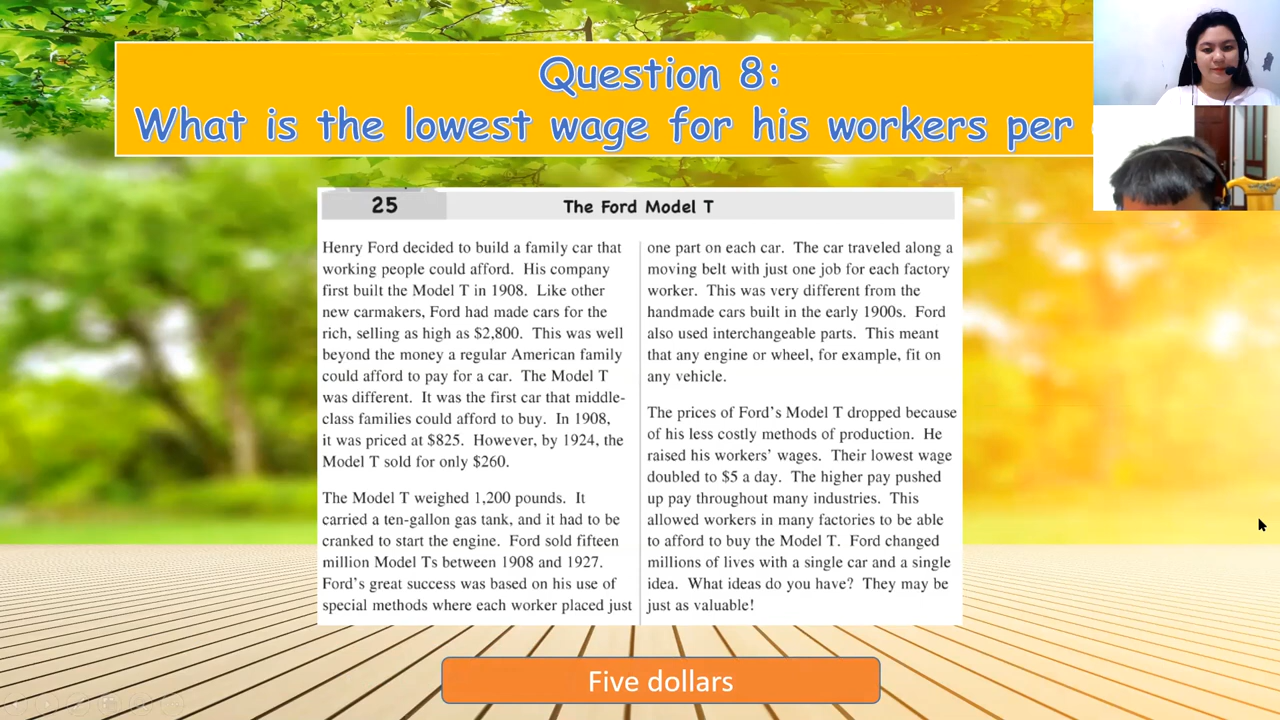 Question 8:
What is the lowest wage for his workers per
25
The Ford Model T
Henry Ford decided to build a family car that
working people could afford. His company
first built the Model T in 1908. Like other
new carmakers, Ford had made cars for the
rich, selling as high as $2,800. This was well
beyond the money a regular American family
could afford to pay for a car. The Model T
was different. It was the first car that middle-
class families could afford to buy. In 1908,
it was priced at $825. However, by 1924, the
Model T sold for only $260.
The Model T weighed 1,200 pounds. It
carried a ten-gallon gas tank, and it had to be
cranked to start the engine. Ford sold fifteen
million Model Ts between 1908 and 1927.
Ford's great success was based on his use of
special methods where each worker placed just
one part on each car. The car traveled along a
moving belt with just one job for each factory
worker. This was very different from the
handmade cars built in the early 1900s. Ford
also used interchangeable parts. This meant
that any engine or wheel, for example, fit on
any vehicle.
The prices of Ford's Model T dropped because
of his less costly methods of production. He
raised his workers' wages. Their lowest wage
doubled to $5 a day. The higher pay pushed
up pay throughout many industries. This
allowed workers in many factories to be able
to afford to buy the Model T. Ford changed
millions of lives with a single car and a single
idea. What ideas do you have? They may be
just as valuable!
Five dollars